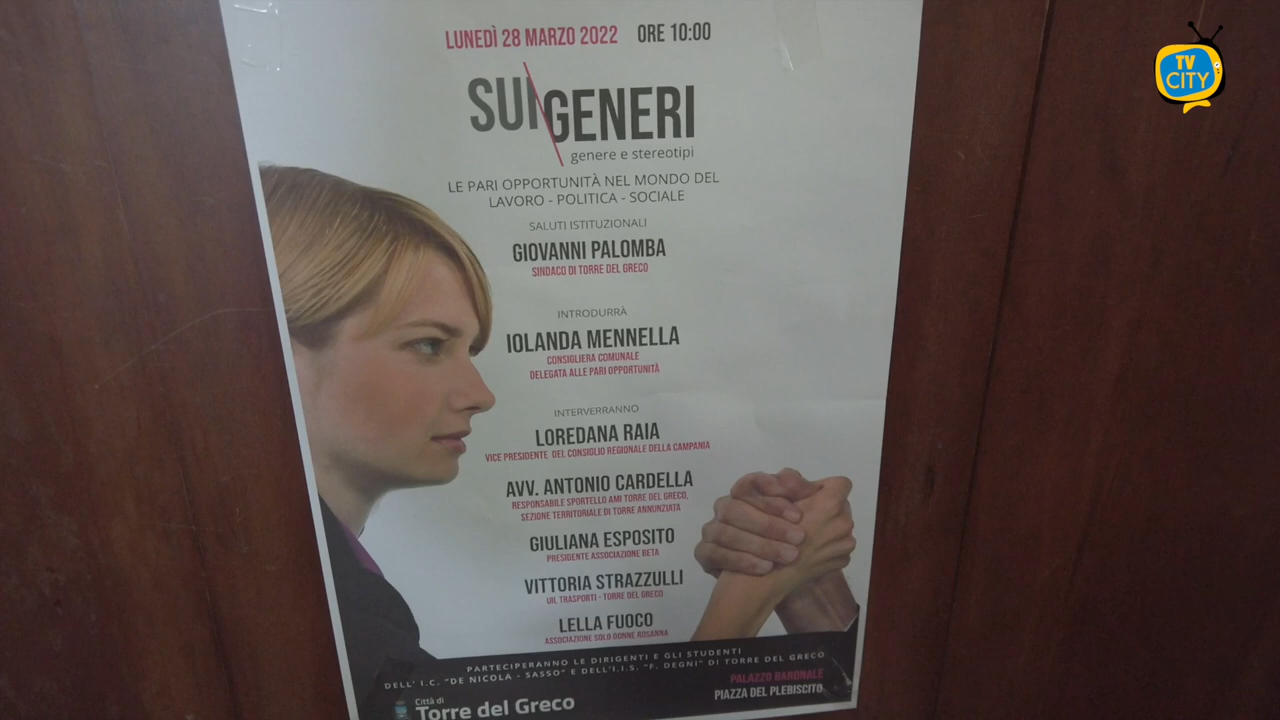 LUNEDÌ 28 MARZO 2022 ORE 10:00
SUI GENERI
genere e stereotipi
LE PARI OPPORTUNITÀ NEL MONDO DEL
LAVORO - POLITICA - SOCIALE
SALUTI ISTITUZIONALI
GIOVANNI PALOMBA
SINDACO DI TORRE DEL GRECO
INTRODURRÀ
IOLANDA MENNELLA
CONSIGLIERA COMUNALE
DELEGATA ALLE PARI OPPORTUNITÀ
INTERVERRANNO
LOREDANA RAIA
VICE PRESIDENTE DEL CONSIGLIO REGIONALE DELLA CAMPANIA
AVV. ANTONIO CARDELLA
RESPONSABILE SPORTELLO AMI TORRE DEL GRECO,
SEZIONE TERRITORIALE DI TORRE ANNUNZIATA
GIULIANA ESPOSITO
PRESIDENTE ASSOCIAZIONE BETA
VITTORIA STRAZZULLI
UIL TRASPORTI - TORRE DEL GRECO
LELLA FUOCO
ASSOCIAZIONE SOLO DONNE ROSANNA
PARTECIPERANNO LE DIRIGENTI E GLI STUDENTI
DELL' I.C. "DE NICOLA - SASSO" E DELL'I.I.S. "F. DEGNI" DI TORRE DEL GRECO
PALAZZO BARONALE
PIAZZA DEL PLEBISCITO
Città di
Torre del Greco
TV
CITY